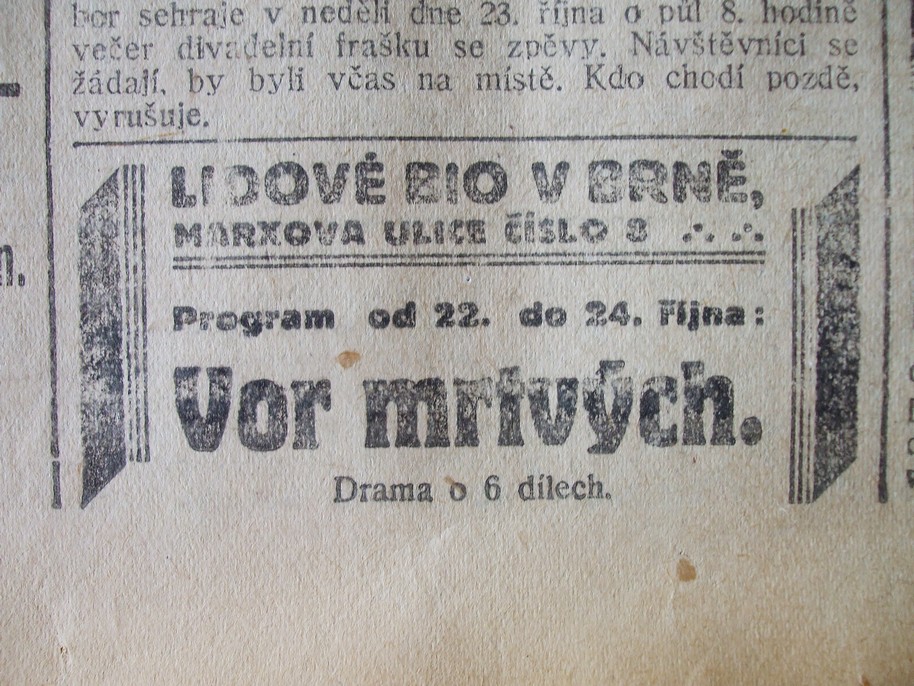 bor sehraje v neděli dne 23. října o půl 8. hodině
večer divadelní frašku se zpěvy. Návštěvníci se
žádají, by byli včas na místě. Kdo chodí pozdě,
vyrušuje.
LIDOVÉ BIO V BRNĚ,
MARXOVA ULICE ČÍSLO 3
Program od 22. do 24. října:
Vor mrtvých.
Drama o 6 dílech.